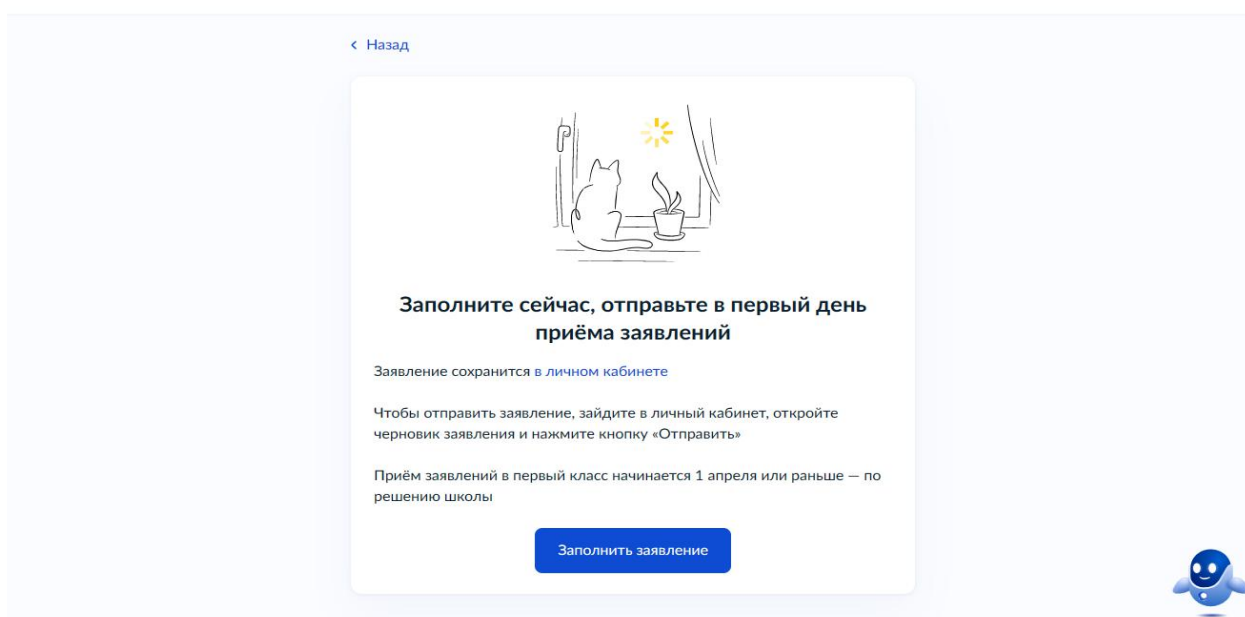 Назад
Заполните сейчас, отправьте в первый день
приёма заявлений
Заявление сохранится в личном кабинете
Чтобы отправить заявление, зайдите в личный кабинет, откройте
черновик заявления и нажмите кнопку «Отправить»
Приём заявлений в первый класс начинается 1 апреля или раньше — по
решению школы
Заполнить заявление